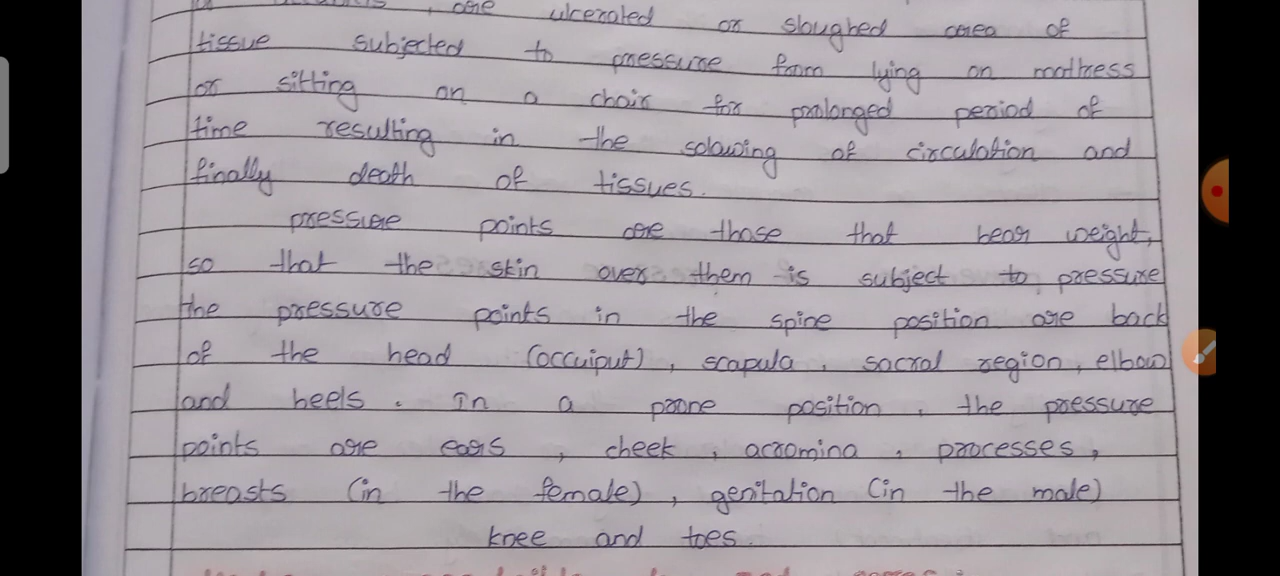 are ulcerated or sloughed area of
tissue subjected to pressure from lying on mattress
or sitting on a chair for prolonged period of
time resulting in the solawing of circulation and
finally death of tissues.
pressure points are those that bear weight,
so that the skin over them is subject to pressure
the pressure points in the spine position are back
of the head (occuiput), scapula, sacral region, elbow
and heels. In a prone position, the pressure
points are ears, cheek, acromina, processes,
breasts (in the female), genitation (in the male)
knee and toes.